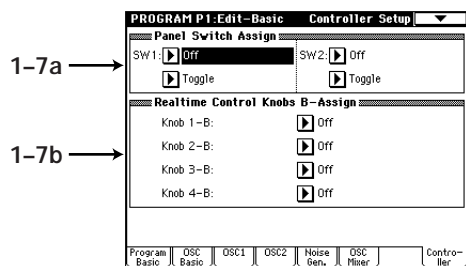 PROGRAM P1:Edit-Basic Controller Setup
Panel Switch Assign
SW1: Off SW2: Off
Toggle Toggle
1–7a
Realtime Control Knobs B-Assign
Knob 1-B: Off
Knob 2-B: Off
1–7b
Knob 3-B: Off
Knob 4-B: Off
Program Basic OSC Basic OSC1 OSC2 Noise Gen. OSC Mixer Contro-ller